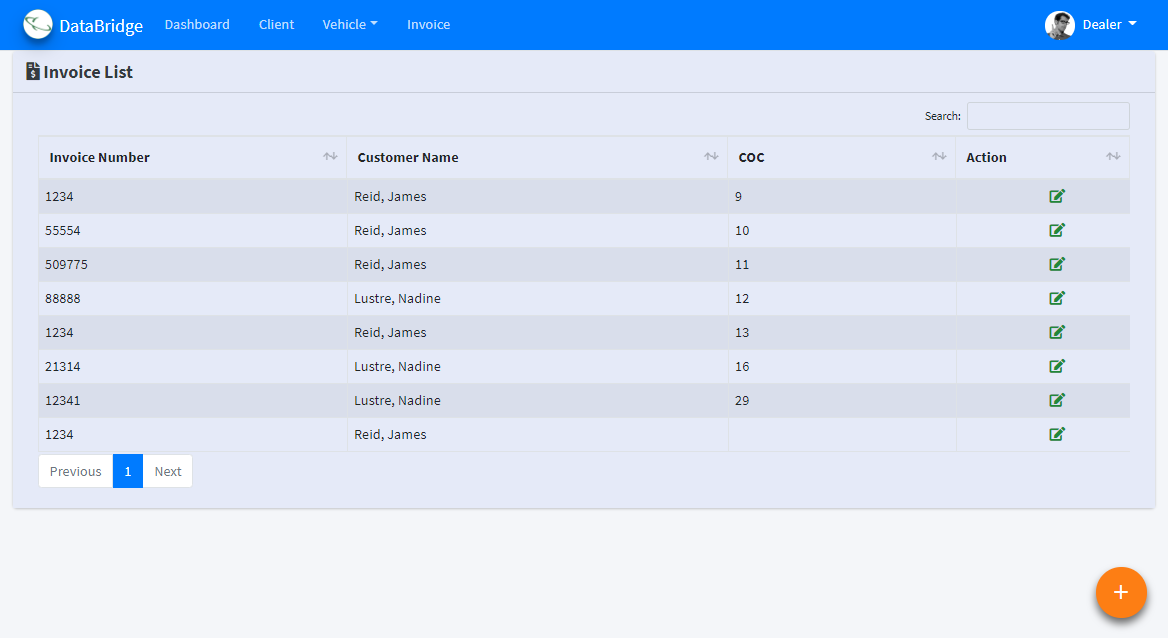 DataBridge Dashboard Client Vehicle Invoice Dealer
Invoice List
Search:
Invoice Number Customer Name COC Action
1234 Reid, James 9
55554 Reid, James 10
509775 Reid, James 11
88888 Lustre, Nadine 12
1234 Reid, James 13
21314 Lustre, Nadine 16
12341 Lustre, Nadine 29
1234 Reid, James
Previous 1 Next
+